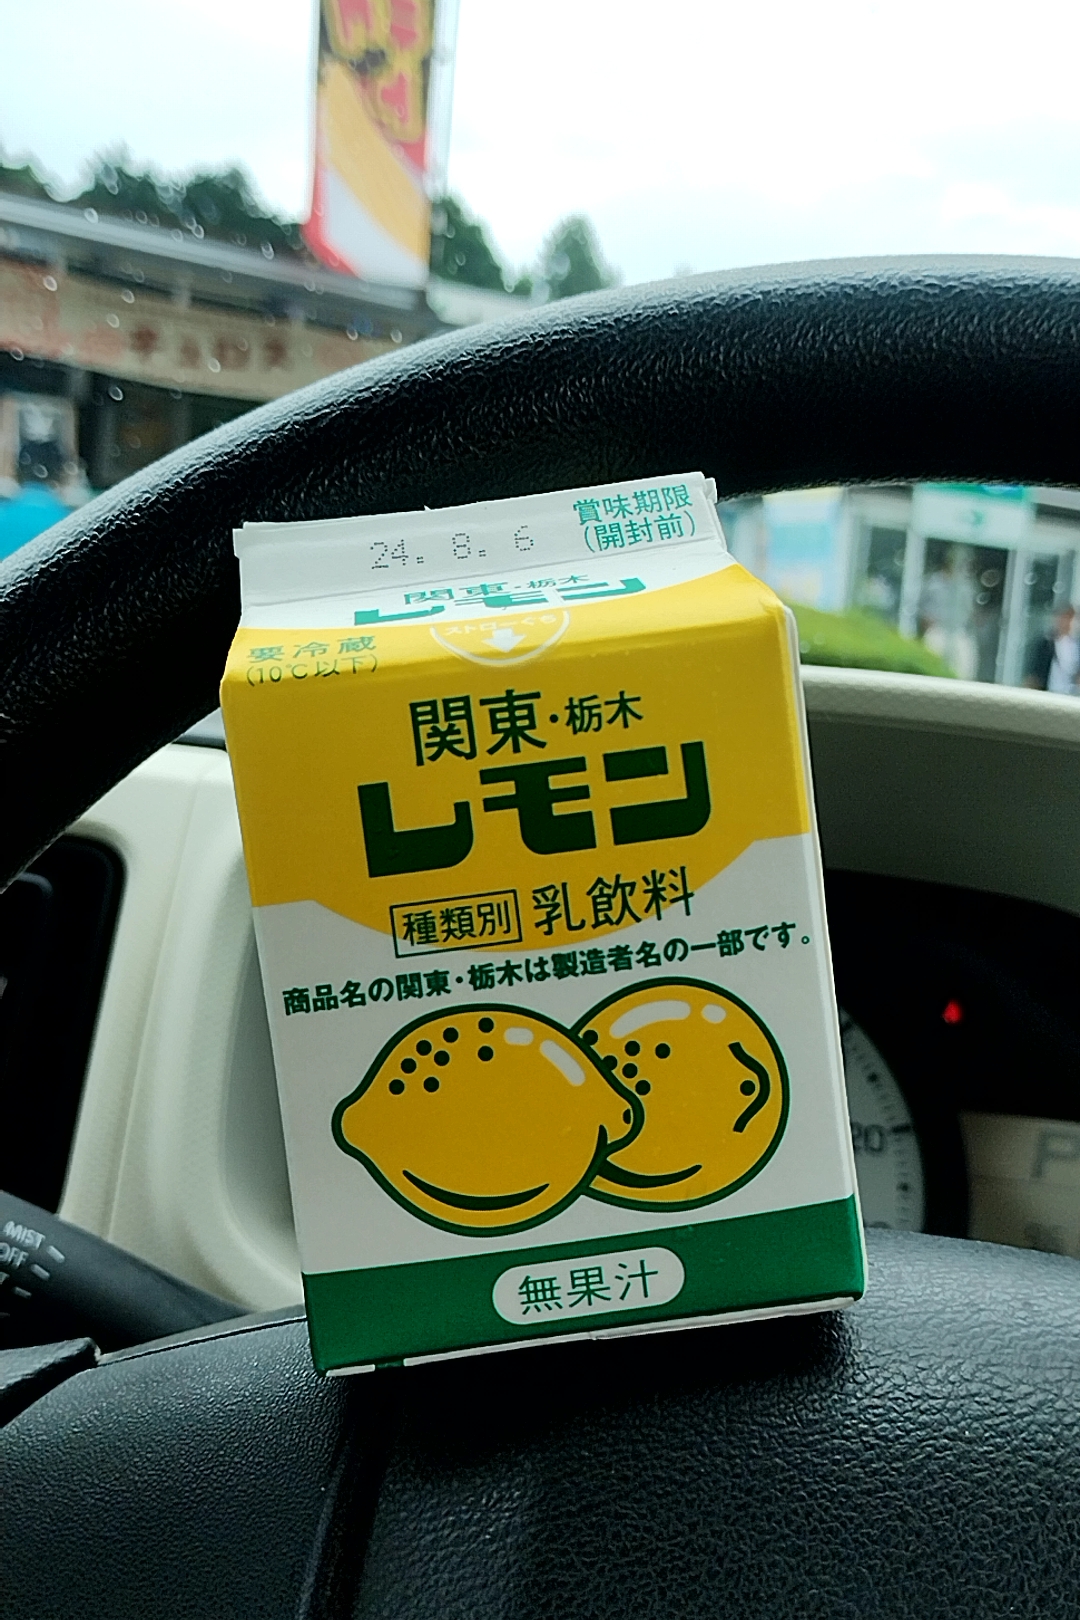 24. 8. 6
賞味期限
(開封前)
関東・栃木
レモン
ストローぐち
要冷蔵
(10℃以下)
関東・栃木
レモン
種類別 乳飲料
商品名の関東・栃木は製造者名の一部です。
無果汁
MIST
OFF
20
P